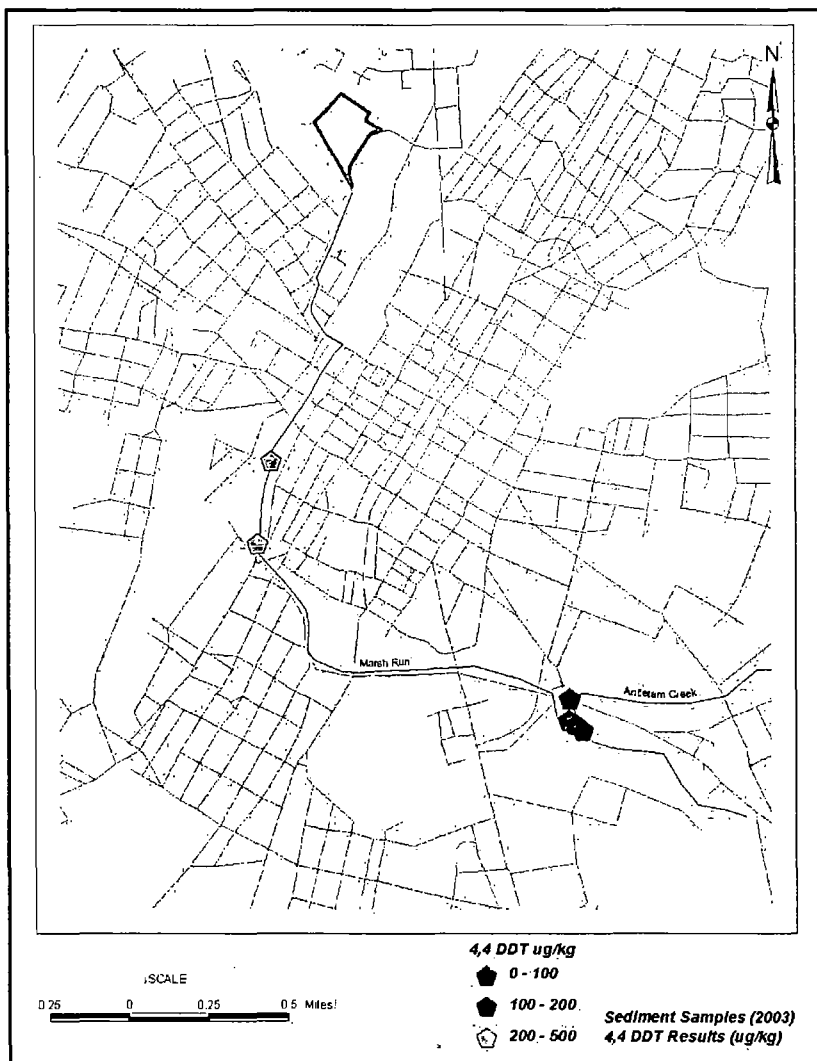 N
Marsh Run
Antietam Creek
4,4 DDT ug/kg
0 - 100
100 - 200
200 - 500
SCALE
0 25 0 0.25 0 5 Miles
Sediment Samples (2003)
4,4 DDT Results (ug/kg)